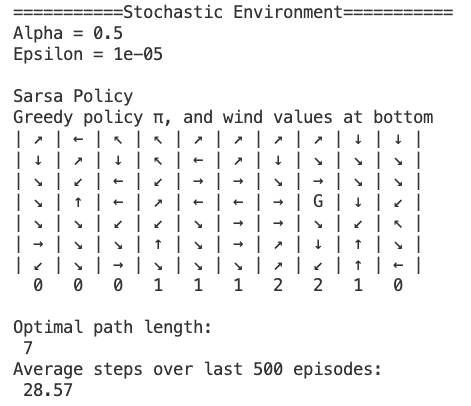 ===========Stochastic Environment===========
Alpha = 0.5
Epsilon = 1e-05
Sarsa Policy
Greedy policy π, and wind values at bottom
| ↗ | ← | ↖ | ↖ | ↗ | ↗ | ↗ | ↗ | ↓ | ↓ |
| ↓ | ↗ | ↓ | ↖ | ← | ↗ | ↓ | ↘ | ↘ | ↘ |
| ↘ | ↙ | ← | ↙ | → | → | ↘ | → | ↘ | ↘ |
| ↘ | ↑ | ← | ↗ | ← | ← | → | G | ↓ | ↙ |
| ↘ | ↘ | ↙ | ↙ | ↘ | → | → | ↘ | ↙ | ↖ |
| → | ↘ | ↘ | ↑ | ↘ | → | ↗ | ↓ | ↑ | ↘ |
| ↙ | ↘ | → | ↘ | ↘ | ↘ | ↗ | ↙ | ↑ | ← |
0 0 0 1 1 1 2 2 1 0
Optimal path length:
7
Average steps over last 500 episodes:
28.57